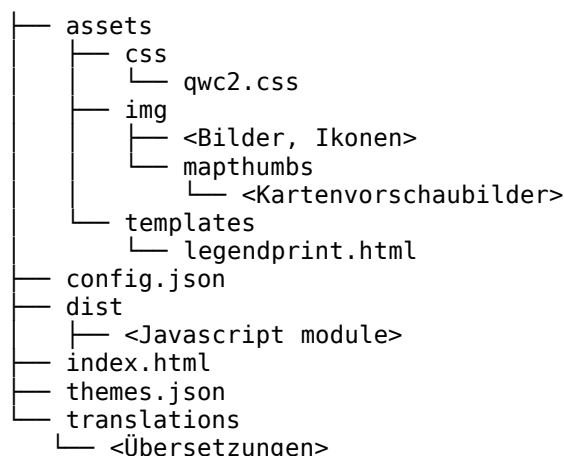 ├── assets
│   ├── css
│   │   └── qwc2.css
│   ├── img
│   │   ├── <Bilder, Ikonen>
│   │   └── mapthumbs
│   │       └── <Kartenvorschaubilder>
│   └── templates
│       └── legendprint.html
├── config.json
├── dist
│   ├── <Javascript module>
├── index.html
├── themes.json
└── translations
    └── <Übersetzungen>